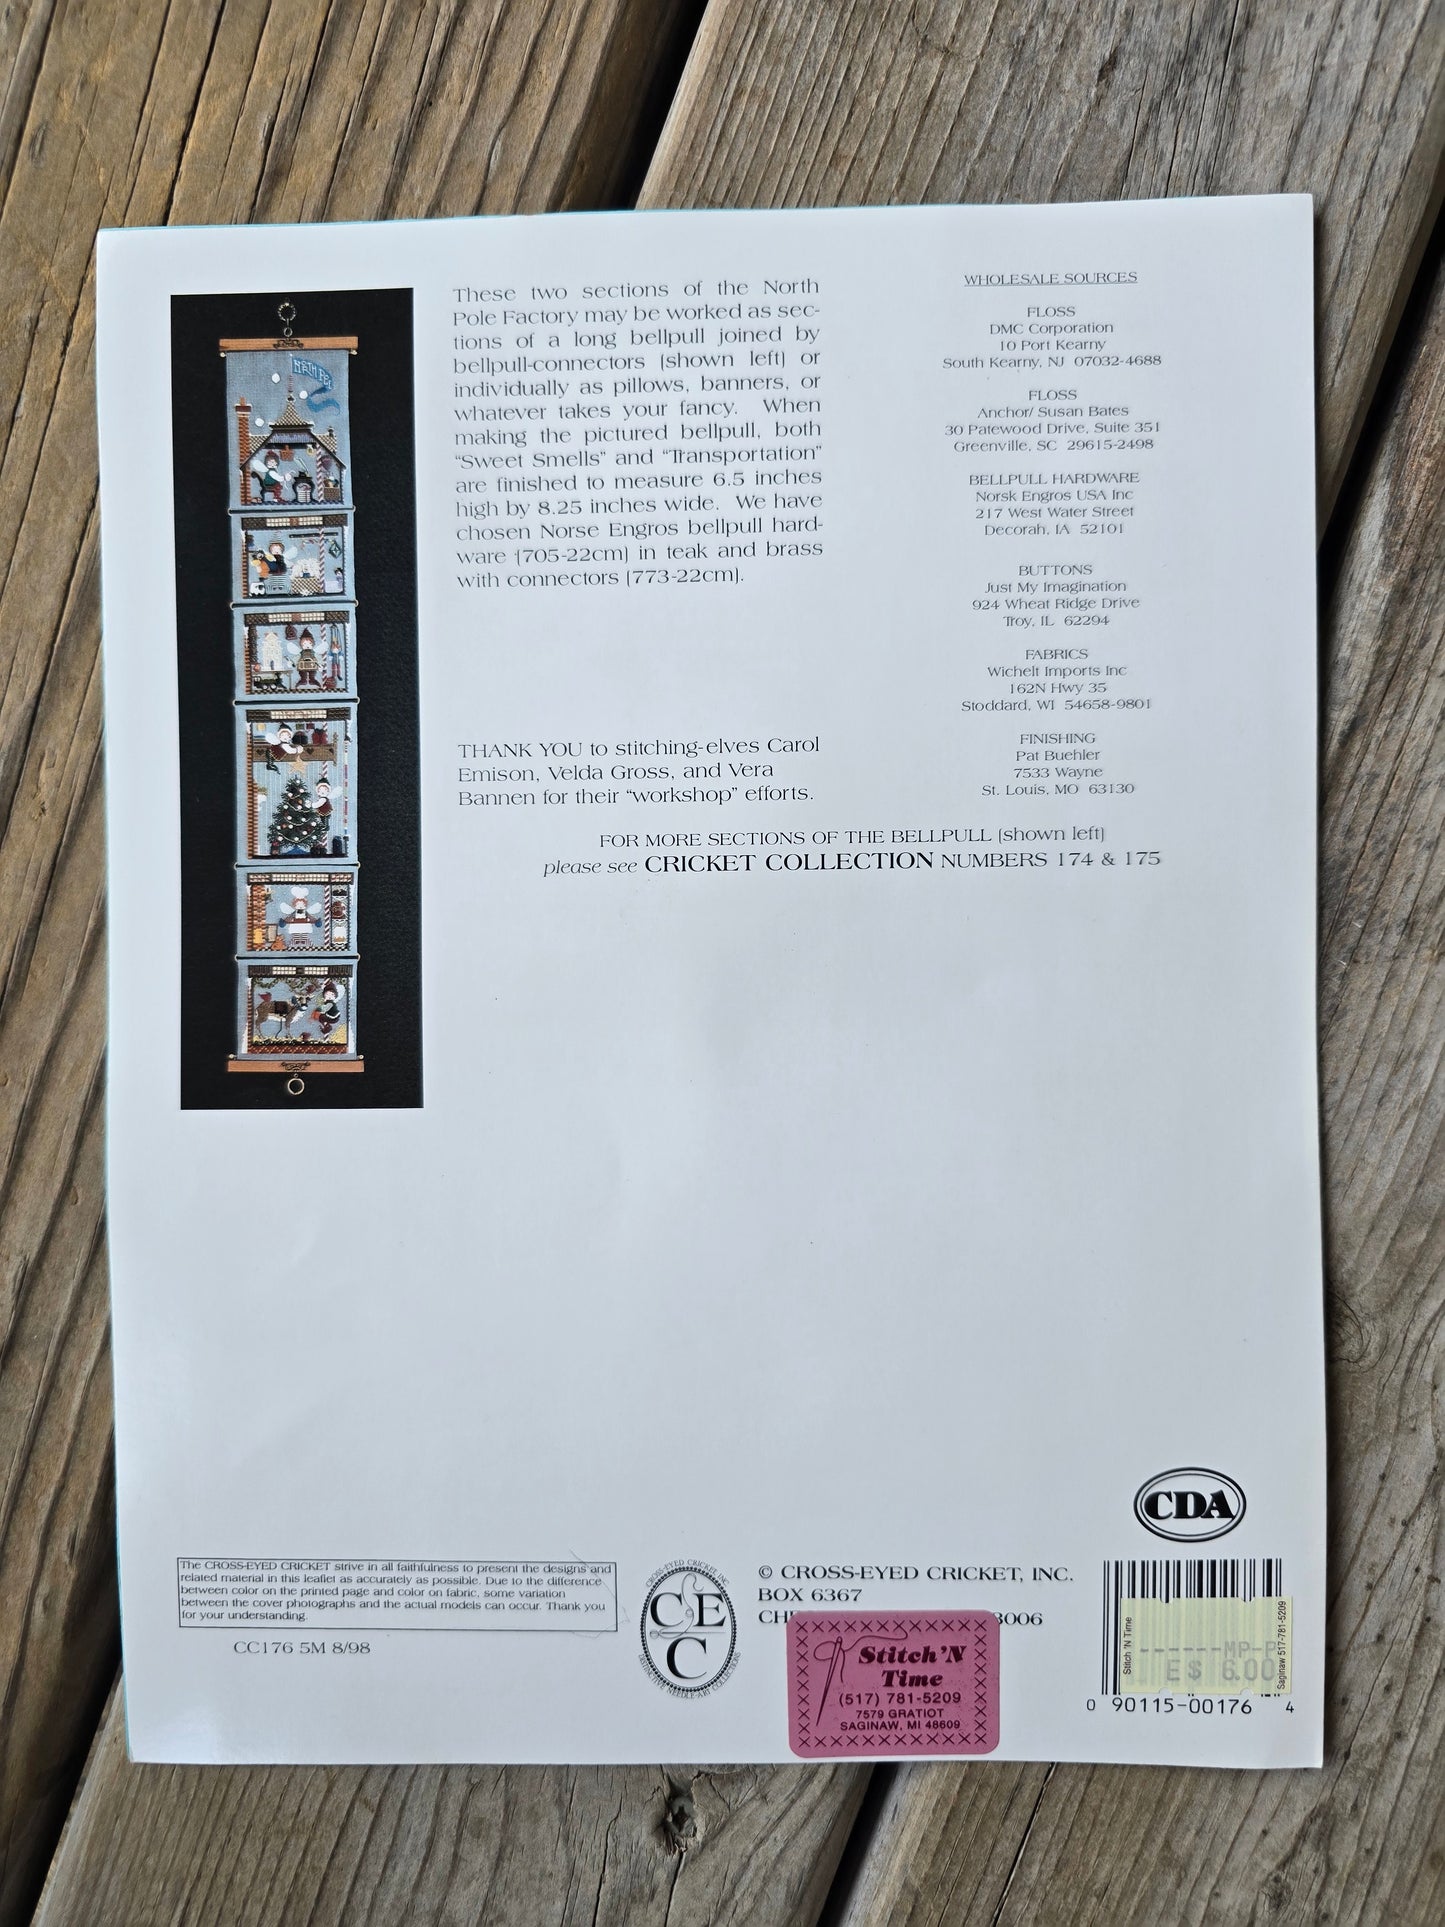 These two sections of the North
Pole Factory may be worked as sec-
tions of a long bellpull joined by
bellpull-connectors (shown left) or
individually as pillows, banners, or
whatever takes your fancy. When
making the pictured bellpull, both
"Sweet Smells" and "Transportation"
are finished to measure 6.5 inches
high by 8.25 inches wide. We have
chosen Norse Engros bellpull hard-
ware (705-22cm) in teak and brass
with connectors (773-22cm).
THANK YOU to stitching-elves Carol
Emison, Velda Gross, and Vera
Bannen for their "workshop" efforts.
WHOLESALE SOURCES
FLOSS
DMC Corporation
10 Port Kearny
South Kearny, NJ 07032-4688
FLOSS
Anchor/ Susan Bates
30 Patewood Drive, Suite 351
Greenville, SC 29615-2498
BELLPULL HARDWARE
Norsk Engros USA Inc
217 West Water Street
Decorah, IA 52101
BUTTONS
Just My Imagination
924 Wheat Ridge Drive
Troy, IL 62294
FABRICS
Wichelt Imports Inc
162N Hwy 35
Stoddard, WI 54658-9801
FINISHING
Pat Buehler
7533 Wayne
St. Louis, MO 63130
FOR MORE SECTIONS OF THE BELLPULL (shown left)
please see CRICKET COLLECTION NUMBERS 174 & 175
CDA
The CROSS-EYED CRICKET strive in all faithfulness to present the designs and
related material in this leaflet as accurately as possible. Due to the difference
between color on the printed page and color on fabric, some variation
between the cover photographs and the actual models can occur. Thank you
for your understanding.
CC176 5M 8/98
CROSS-EYED CRICKET INC
CEC
DISTINCTIVE NEEDLE-ART COLLECTIONS
© CROSS-EYED CRICKET, INC.
BOX 6367
Stitch 'N
Time
(517) 781-5209
7579 GRATIOT
SAGINAW, MI 48609
Stitch 'N Time
MP-P
E$ 6.00
Saginaw 517-781-5209
0 90115-00176 4